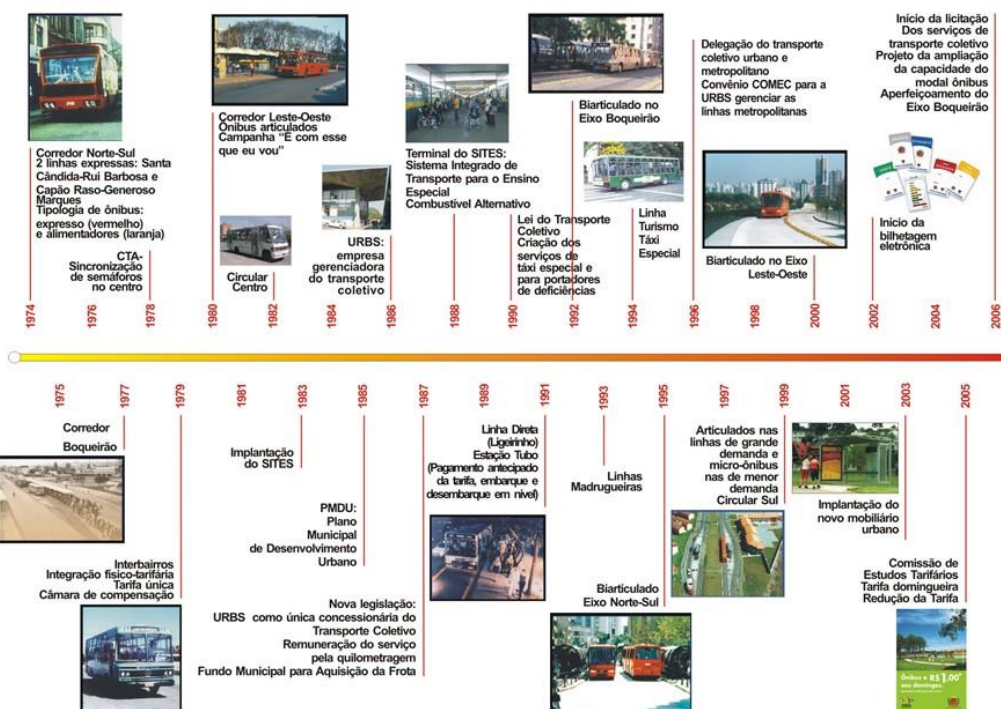 Corredor Norte-Sul
2 linhas expressas: Santa
Cândida-Rui Barbosa e
Capão Raso-Generoso
Marques
Tipologia de ônibus:
expresso (vermelho)
e alimentadores (laranja)
CTA-
Sincronização
de semáforos
no centro
Corredor Leste-Oeste
Ônibus articulados
Campanha “É com esse
que eu vou”
Circular
Centro
URBS:
empresa
gerenciadora
do transporte
coletivo
Terminal do SITES:
Sistema Integrado de
Transporte para o Ensino
Especial
Combustível Alternativo
Lei do Transporte
Coletivo
Criação dos
serviços de
táxi especial e
para portadores
de deficiências
Biarticulado no
Eixo Boqueirão
Linha
Turismo
Táxi
Especial
Delegação do transporte
coletivo urbano e
metropolitano
Convênio COMEC para a
URBS gerenciar as
linhas metropolitanas
Biarticulado no Eixo
Leste-Oeste
Início da
bilhetagem
eletrônica
Início da licitação
Dos serviços de
transporte coletivo
Projeto da ampliação
da capacidade do
modal ônibus
Aperfeiçoamento do
Eixo Boqueirão
1974
1976
1978
1980
1982
1984
1986
1988
1990
1992
1994
1996
1998
2000
2002
2004
2006
1975
1977
1979
1981
1983
1985
1987
1989
1991
1993
1995
1997
1999
2001
2003
2005
Corredor
Boqueirão
Interbairros
Integração físico-tarifária
Tarifa única
Câmara de compensação
Implantação
do SITES
PMDU:
Plano
Municipal
de Desenvolvimento
Urbano
Nova legislação:
URBS como única concessionária do
Transporte Coletivo
Remuneração do serviço
pela quilometragem
Fundo Municipal para Aquisição da Frota
Linha Direta
(Ligeirinho)
Estação Tubo
(Pagamento antecipado
da tarifa, embarque e
desembarque em nível)
Linhas
Madrugueiras
Biarticulado
Eixo Norte-Sul
Articulados nas
linhas de grande
demanda e
micro-ônibus
nas de menor
demanda
Circular Sul
Implantação do
novo mobiliário
urbano
Comissão de
Estudos Tarifários
Tarifa domingueira
Redução da Tarifa
Ônibus a R$ 1,00*
aos domingos.